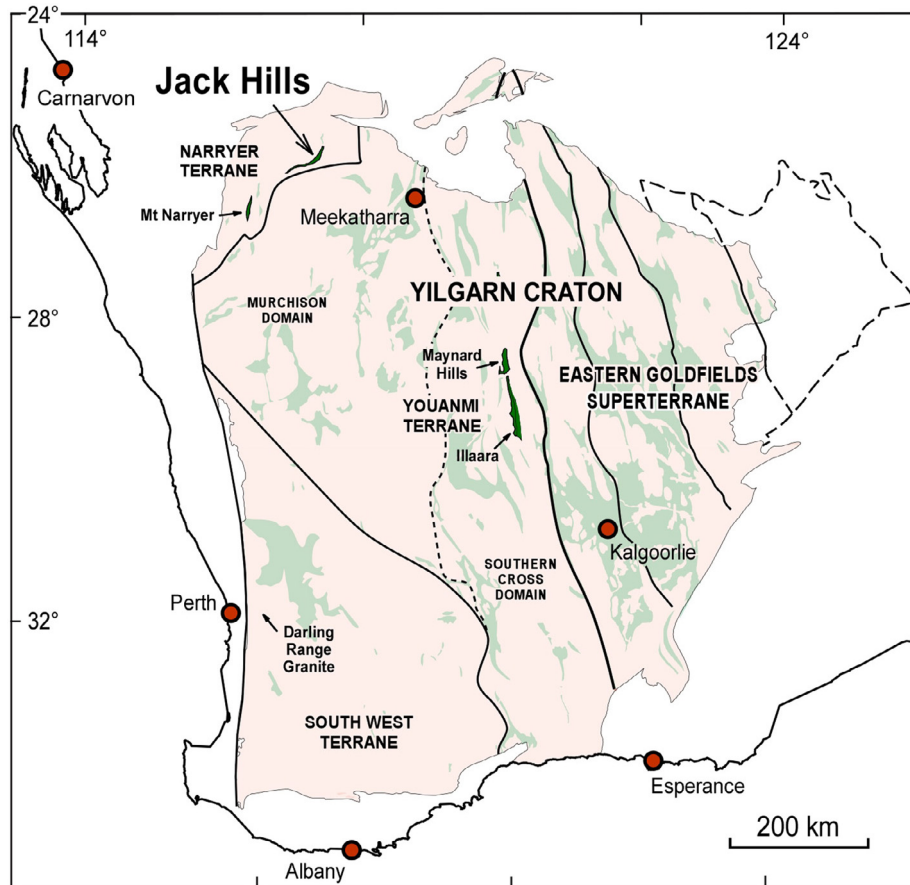 24°
114°
124°
Jack Hills
Carnarvon
NARRYER
TERRANE
Mt Narryer
Meekatharra
YILGARN CRATON
MURCHISON
DOMAIN
28°
Maynard
Hills
EASTERN GOLDFIELDS
SUPERTERRANE
YOUANMI
TERRANE
Illaara
Kalgoorlie
SOUTHERN
CROSS
DOMAIN
Perth
32°
Darling
Range
Granite
SOUTH WEST
TERRANE
Esperance
200 km
Albany